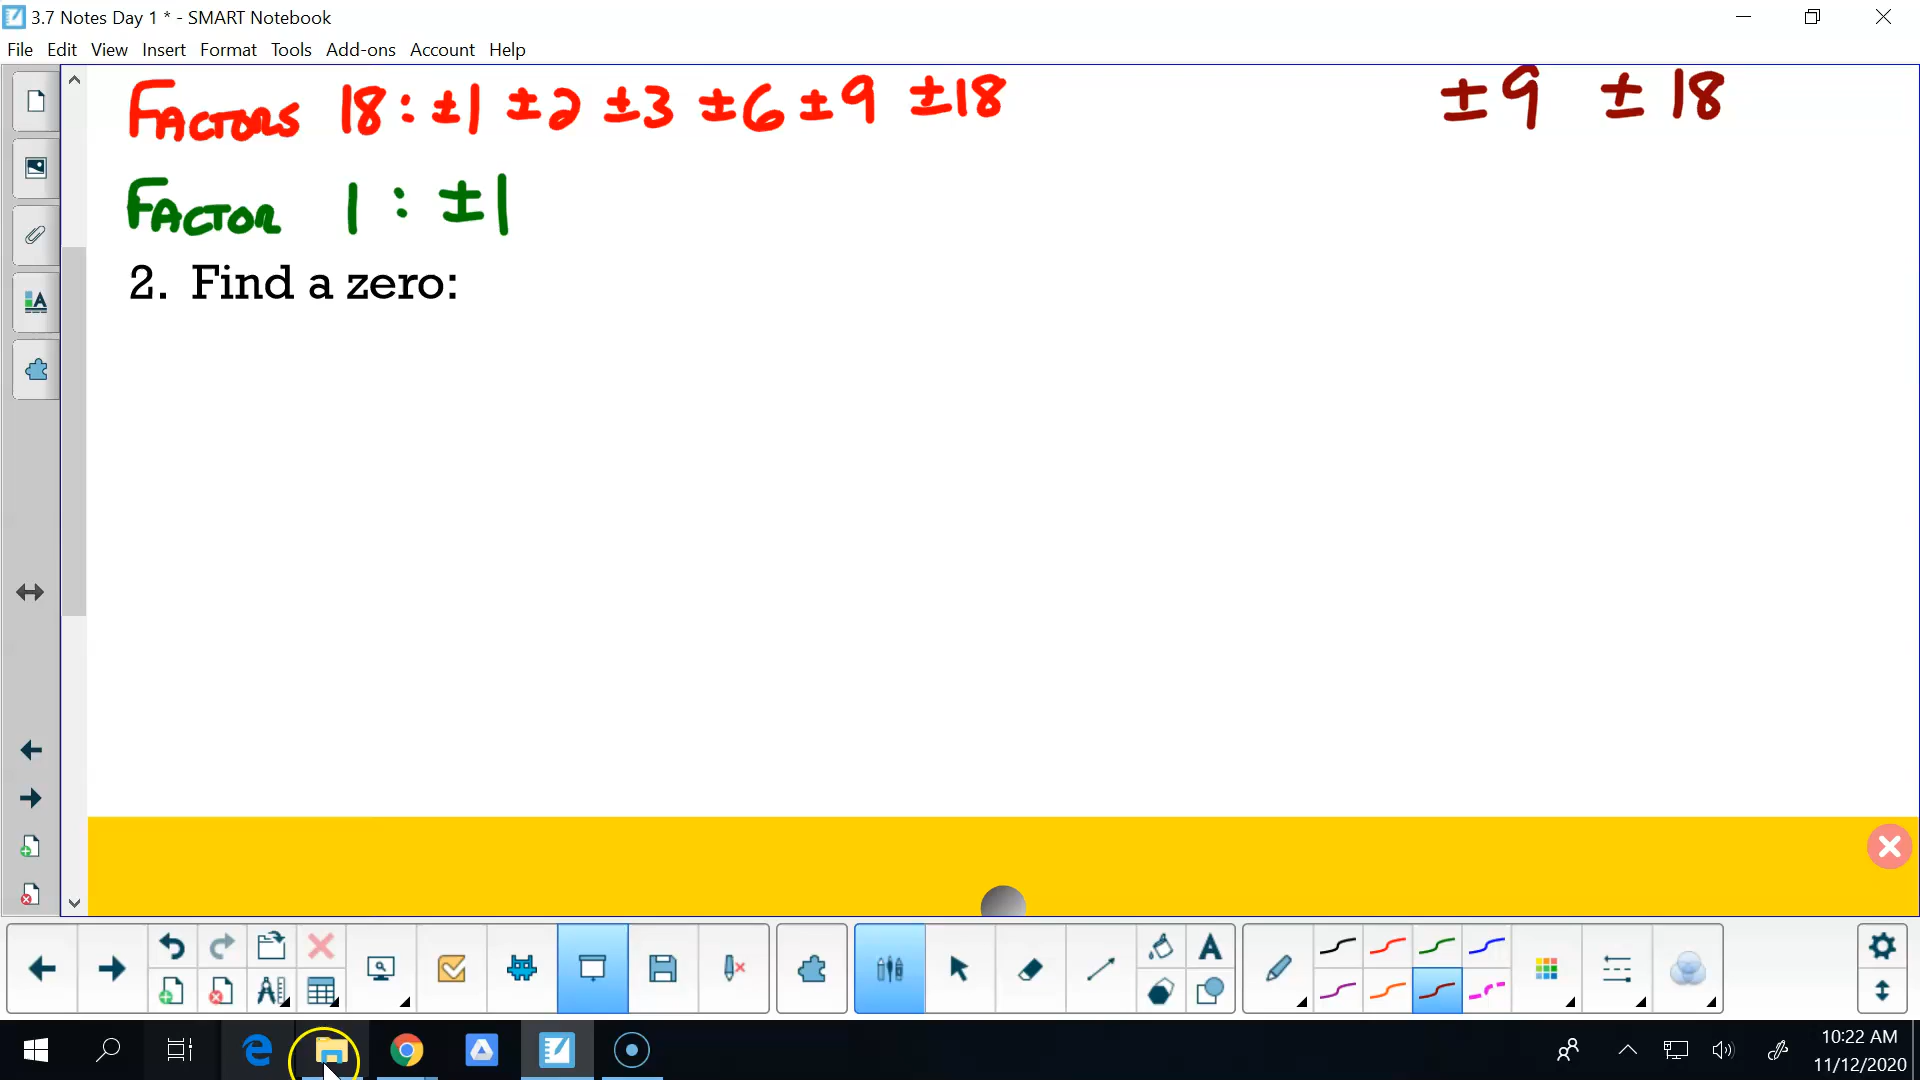 3.7 Notes Day 1 * - SMART Notebook
File Edit View Insert Format Tools Add-ons Account Help
FACTORS 18 : ±1 ±2 ±3 ±6 ±9 ±18
±9 ±18
FACTOR 1 : ±1
2. Find a zero:
10:22 AM
11/12/2020